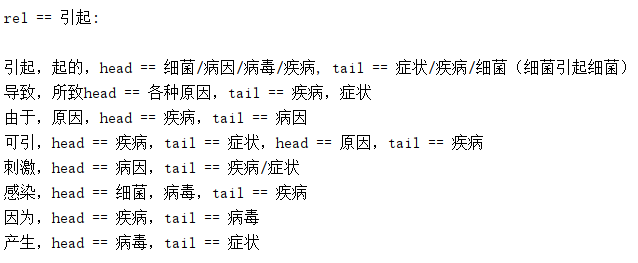 rel == 引起:
引起，起的，head == 细菌/病因/病毒/疾病, tail == 症状/疾病/细菌（细菌引起细菌）
导致，所致head == 各种原因，tail == 疾病，症状
由于，原因，head == 疾病，tail == 病因
可引，head == 疾病，tail == 症状，head == 原因，tail == 疾病
刺激，head == 病因，tail == 疾病/症状
感染，head == 细菌，病毒，tail == 疾病
因为，head == 疾病，tail == 病毒
产生，head == 病毒，tail == 症状